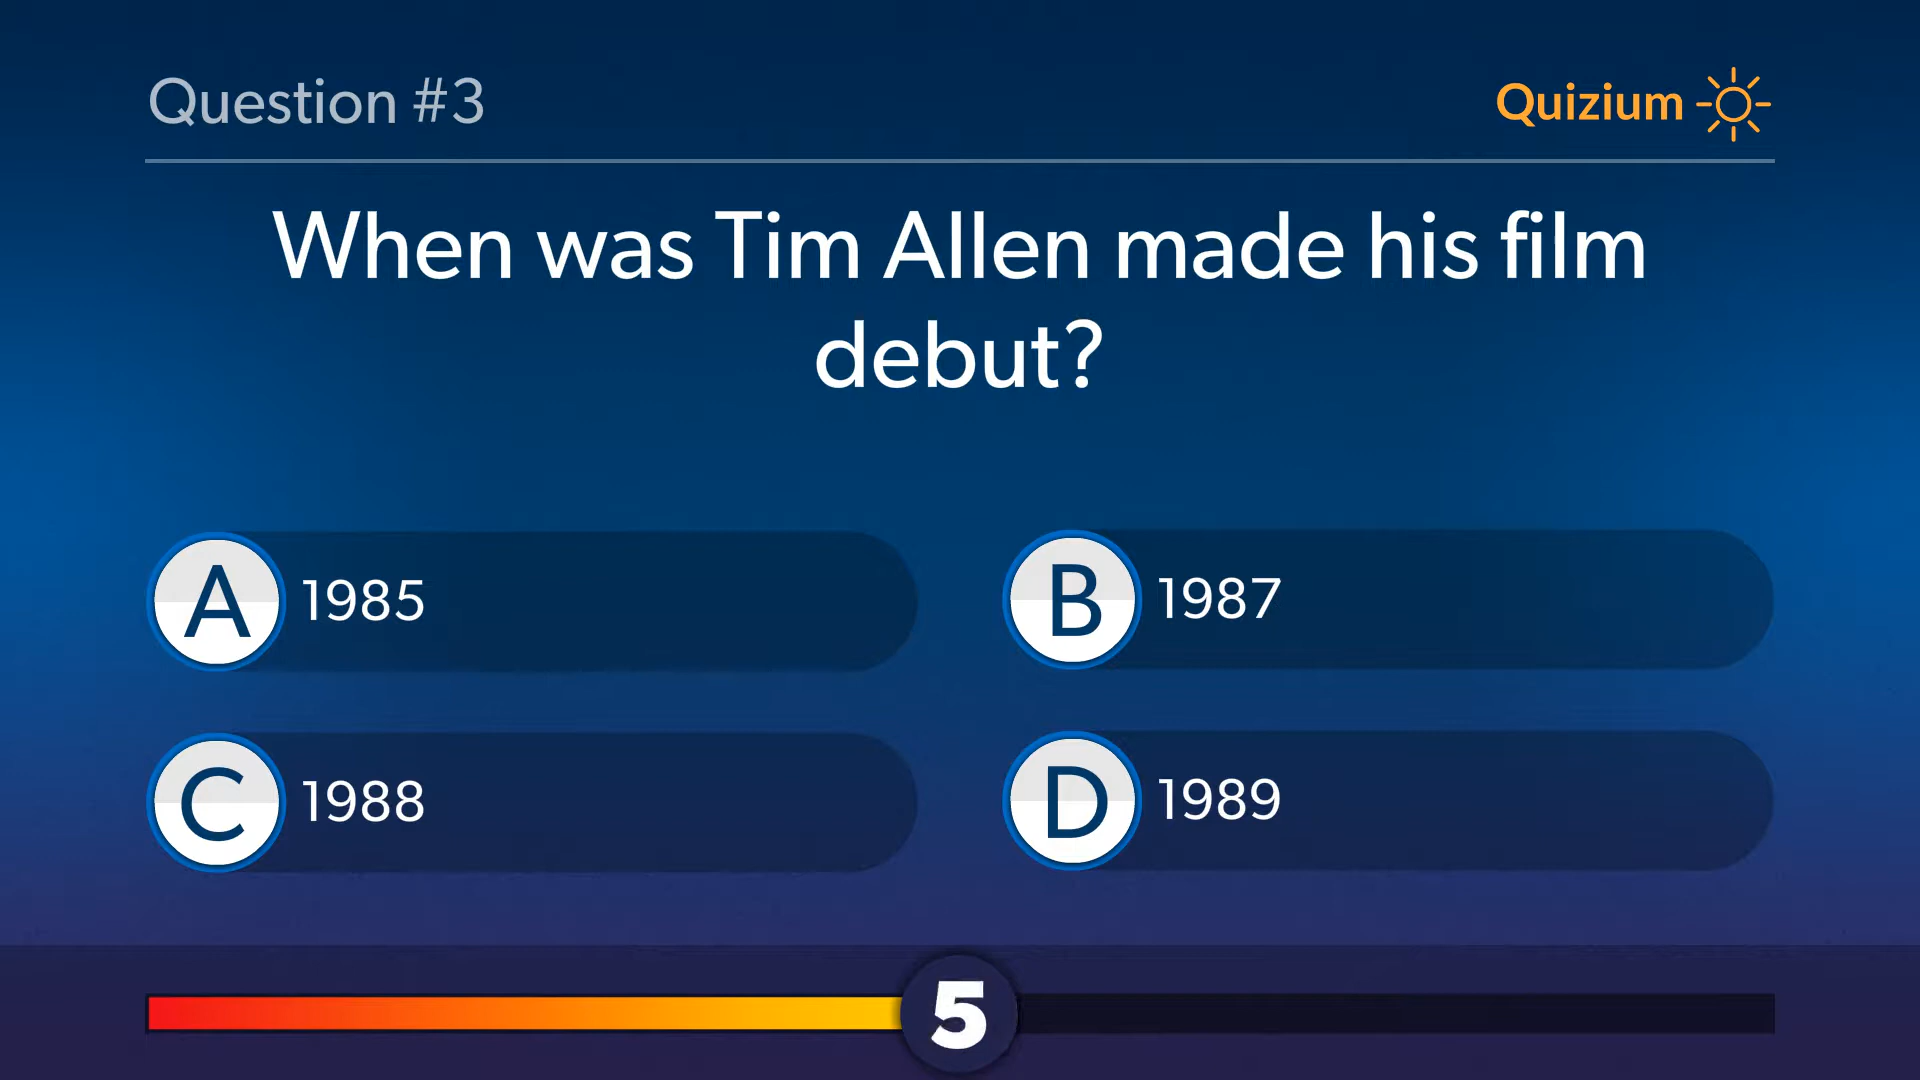 Question #3
Quizium
When was Tim Allen made his film
debut?
A 1985
B 1987
C 1988
D 1989
5